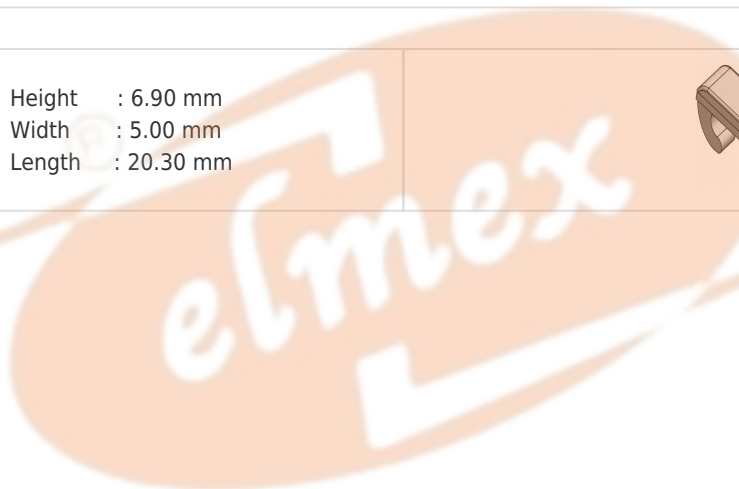 Height : 6.90 mm
Width : 5.00 mm
Length : 20.30 mm
®
elmex